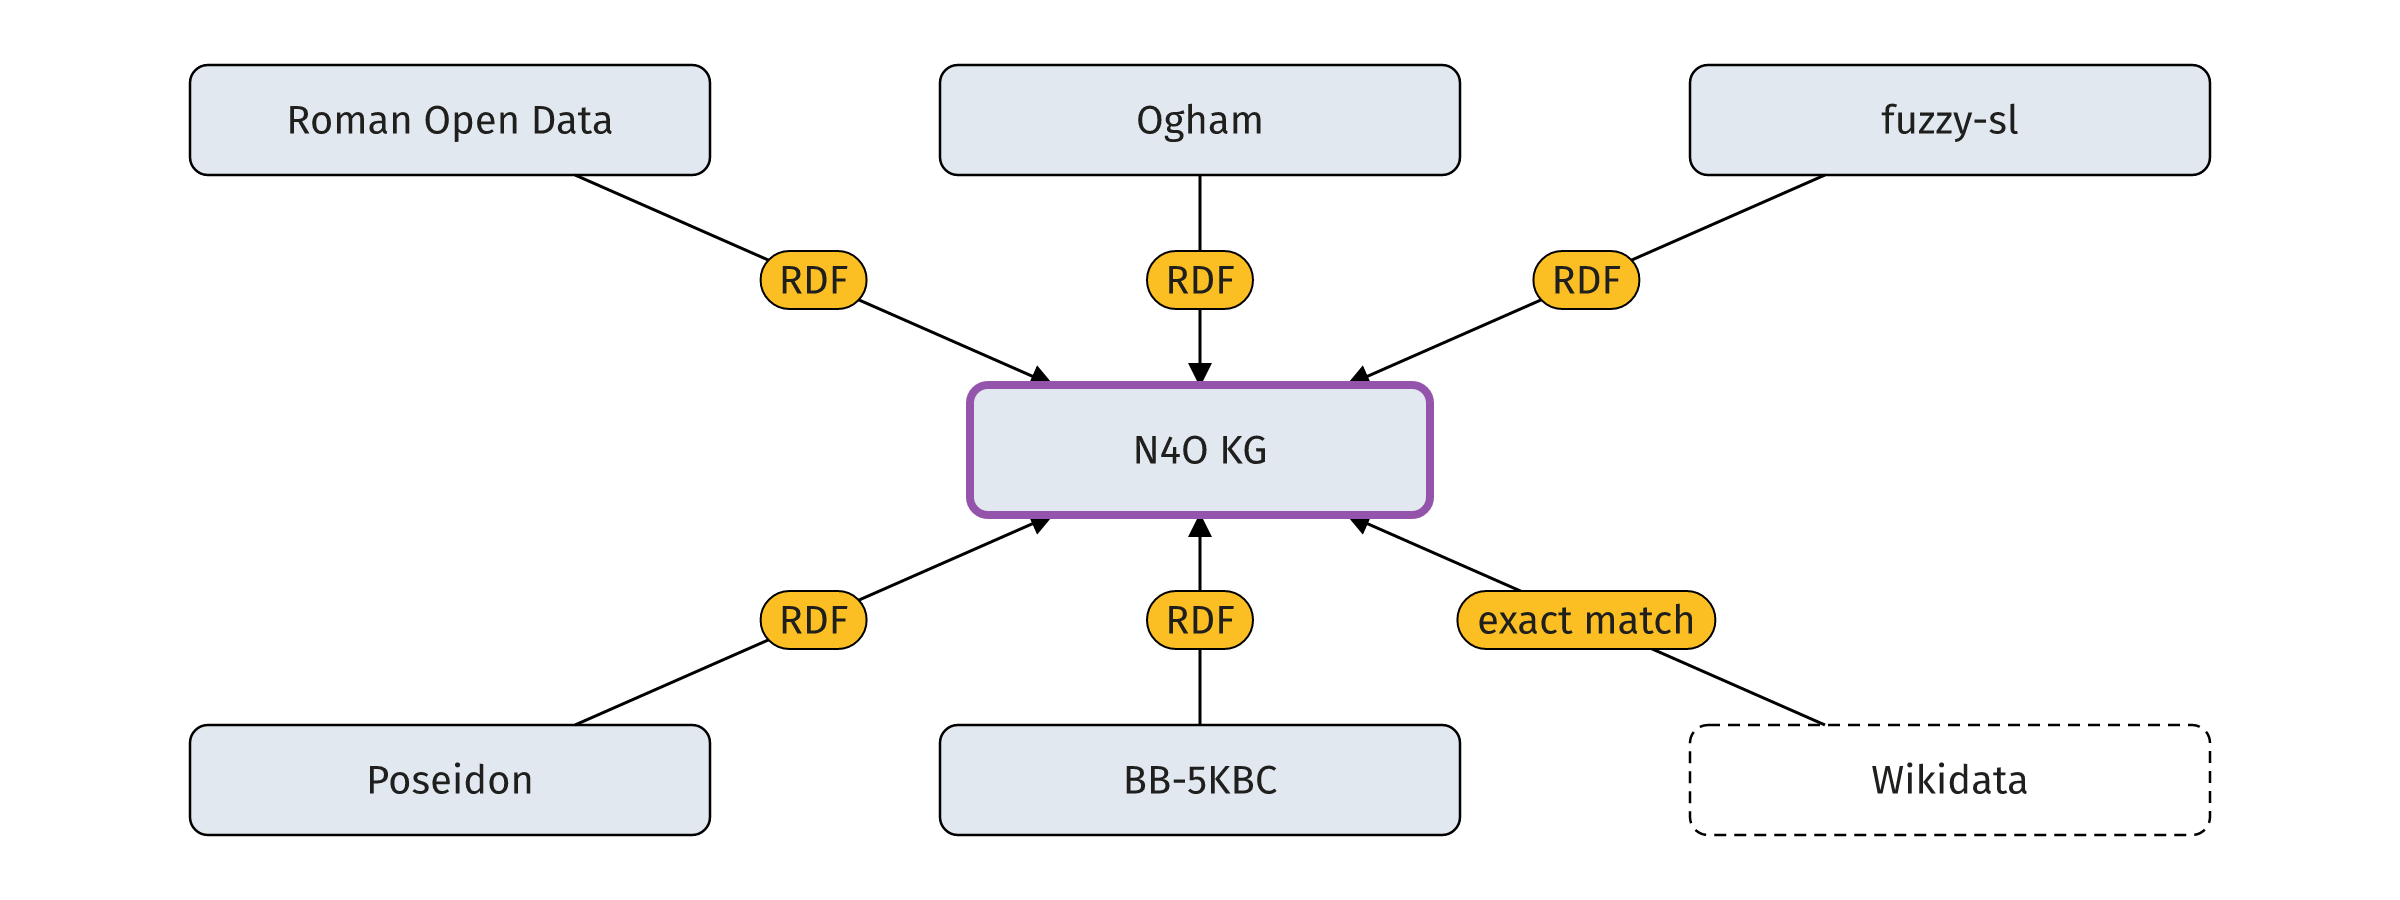 Roman Open Data
Ogham
fuzzy-sl
RDF
RDF
RDF
N4O KG
RDF
RDF
exact match
Poseidon
BB-5KBC
Wikidata